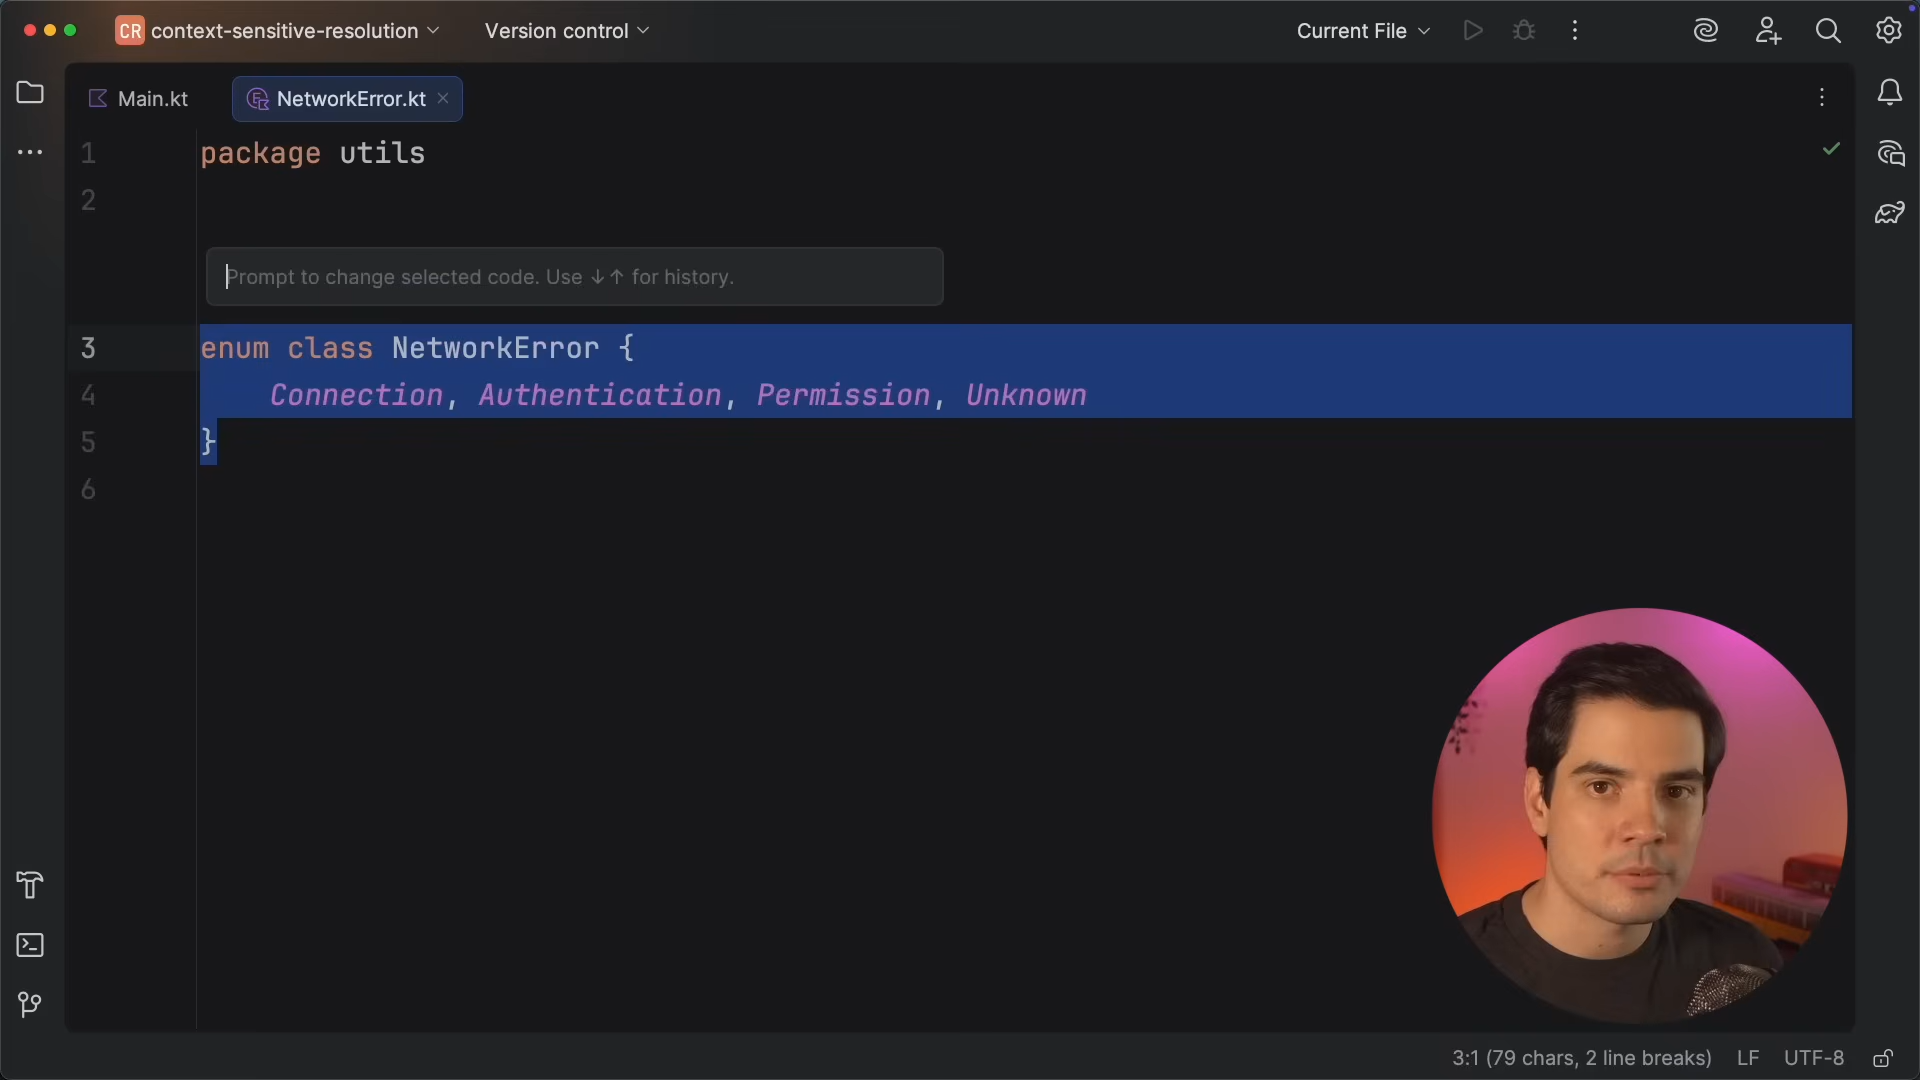 CR context-sensitive-resolution Version control Current File
Main.kt NetworkError.kt
1 package utils
2
Prompt to change selected code. Use ↓↑ for history.
3 enum class NetworkError {
4 Connection, Authentication, Permission, Unknown
5 }
6
3:1 (79 chars, 2 line breaks) LF UTF-8